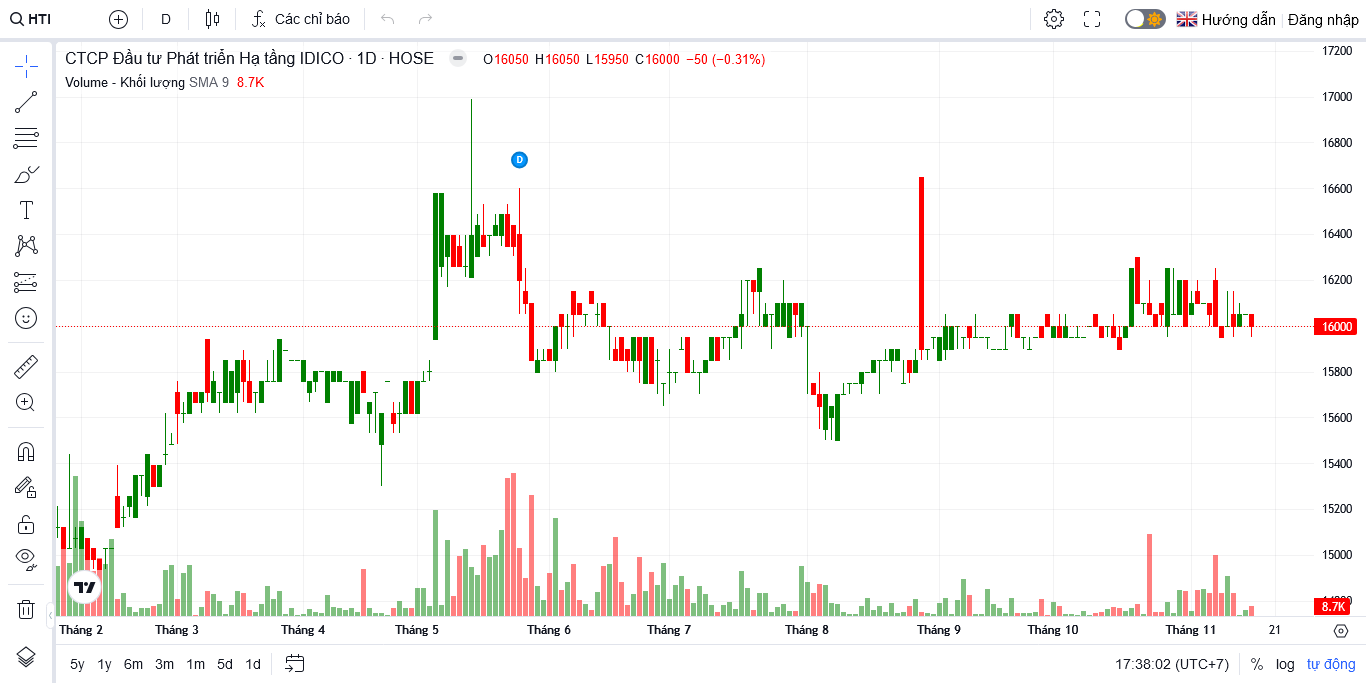 HTI D Các chỉ báo Hướng dẫn Đăng nhập
CTCP Đầu tư Phát triển Hạ tầng IDICO · 1D · HOSE O16050 H16050 L15950 C16000 −50 (−0.31%)
Volume - Khối lượng SMA 9 8.7K
D
17200
17000
16800
16600
16400
16200
16000
15800
15600
15400
15200
15000
8.7K
Tháng 2 Tháng 3 Tháng 4 Tháng 5 Tháng 6 Tháng 7 Tháng 8 Tháng 9 Tháng 10 Tháng 11 21
5y 1y 6m 3m 1m 5d 1d 17:38:02 (UTC+7) % log tự động